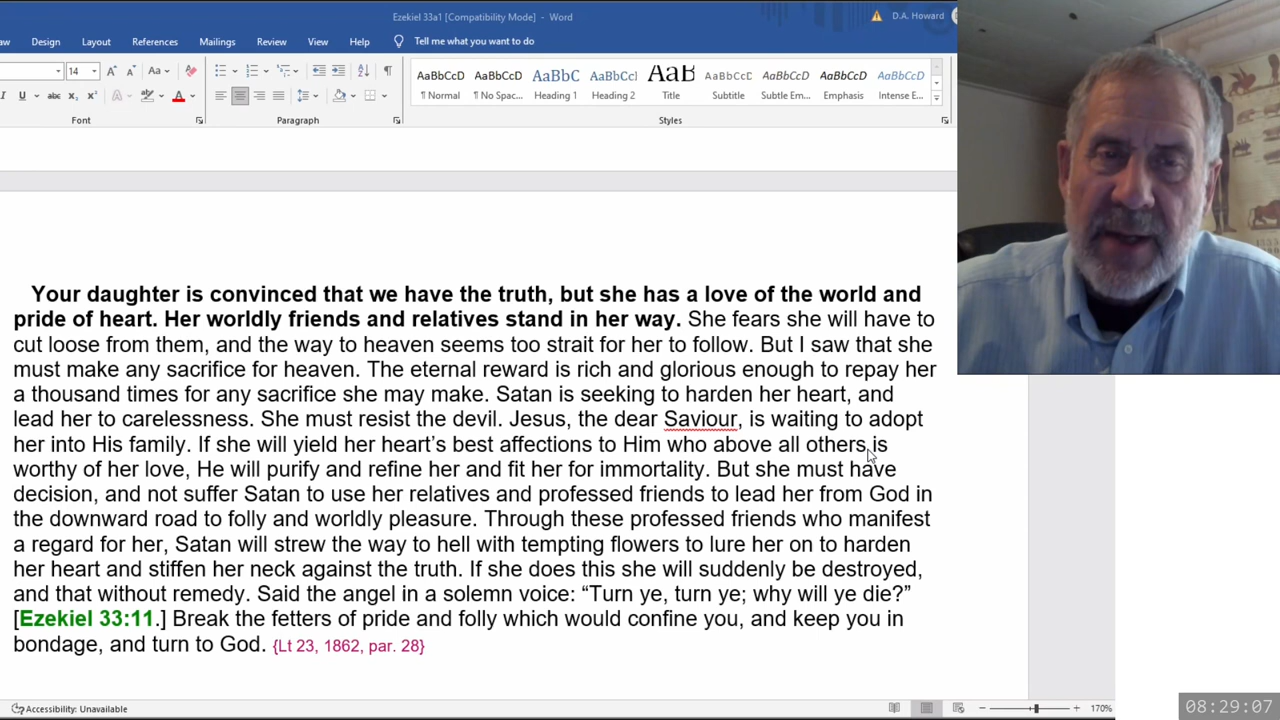 Ezekiel 33a1 [Compatibility Mode] - Word
D.A. Howard
Design
Layout
References
Mailings
Review
View
Help
Tell me what you want to do
14
Aa
U
abc
x₂
x²
A
AaBbCcD
AaBbCcD
AaBbC
AaBbCcI
AaB
AaBbCcD
AaBbCcD
AaBbCcD
AaBbCcD
¶ Normal
¶ No Spac...
Heading 1
Heading 2
Title
Subtitle
Subtle Em...
Emphasis
Intense E...
Font
Paragraph
Styles
Your daughter is convinced that we have the truth, but she has a love of the world and
pride of heart. Her worldly friends and relatives stand in her way. She fears she will have to
cut loose from them, and the way to heaven seems too strait for her to follow. But I saw that she
must make any sacrifice for heaven. The eternal reward is rich and glorious enough to repay her
a thousand times for any sacrifice she may make. Satan is seeking to harden her heart, and
lead her to carelessness. She must resist the devil. Jesus, the dear Saviour, is waiting to adopt
her into His family. If she will yield her heart’s best affections to Him who above all others is
worthy of her love, He will purify and refine her and fit her for immortality. But she must have
decision, and not suffer Satan to use her relatives and professed friends to lead her from God in
the downward road to folly and worldly pleasure. Through these professed friends who manifest
a regard for her, Satan will strew the way to hell with tempting flowers to lure her on to harden
her heart and stiffen her neck against the truth. If she does this she will suddenly be destroyed,
and that without remedy. Said the angel in a solemn voice: “Turn ye, turn ye; why will ye die?”
[Ezekiel 33:11.] Break the fetters of pride and folly which would confine you, and keep you in
bondage, and turn to God. {Lt 23, 1862, par. 28}
Accessibility: Unavailable
170%
08:29:07